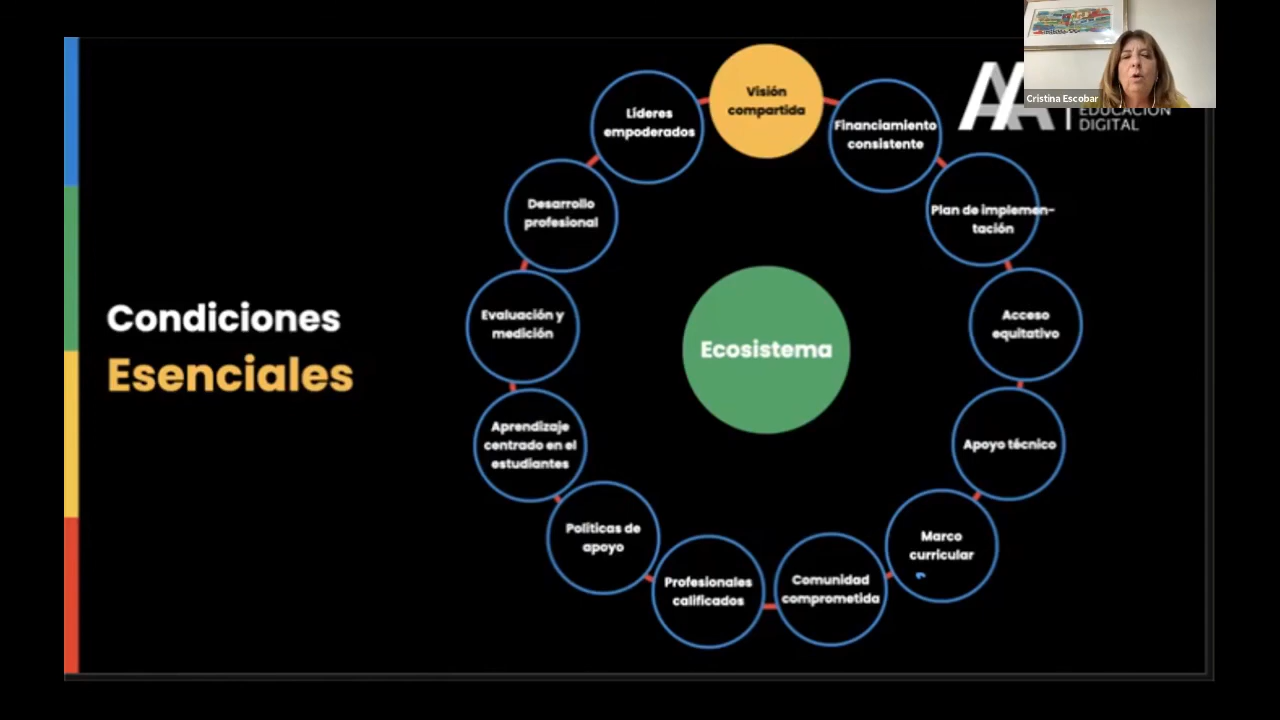 Cristina Escobar
EDUCACIÓN
DIGITAL
Condiciones
Esenciales
Ecosistema
Visión
compartida
Financiamiento
consistente
Plan de implemen-
tación
Acceso
equitativo
Apoyo técnico
Marco
curricular
Comunidad
comprometida
Profesionales
calificados
Políticas de
apoyo
Aprendizaje
centrado en el
estudiantes
Evaluación y
medición
Desarrollo
profesional
Líderes
empoderados